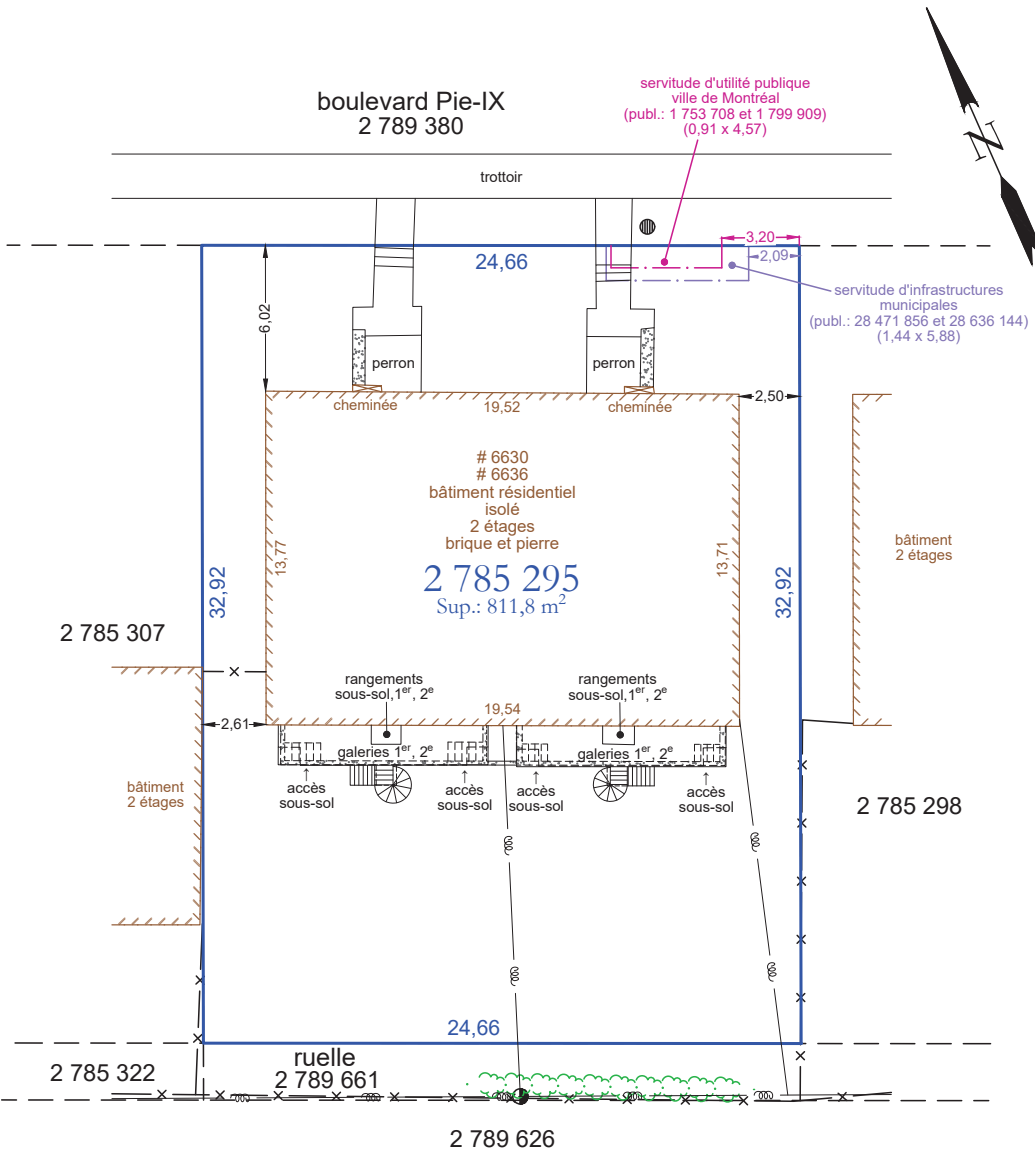 boulevard Pie-IX
2 789 380
servitude d'utilité publique
ville de Montréal
(publ.: 1 753 708 et 1 799 909)
(0,91 x 4,57)
N
trottoir
3,20
2,09
24,66
6,02
servitude d'infrastructures
municipales
(publ.: 28 471 856 et 28 636 144)
(1,44 x 5,88)
perron
perron
cheminée
19,52
cheminée
2,50
# 6630
# 6636
bâtiment résidentiel
isolé
2 étages
brique et pierre
2 785 295
Sup.: 811,8 m²
13,77
13,71
32,92
32,92
bâtiment
2 étages
2 785 307
rangements
sous-sol,1er, 2e
rangements
sous-sol,1er, 2e
19,54
2,61
galeries 1er, 2e
galeries 1er, 2e
accès
sous-sol
accès
sous-sol
accès
sous-sol
accès
sous-sol
bâtiment
2 étages
2 785 298
24,66
ruelle
2 789 661
2 785 322
2 789 626